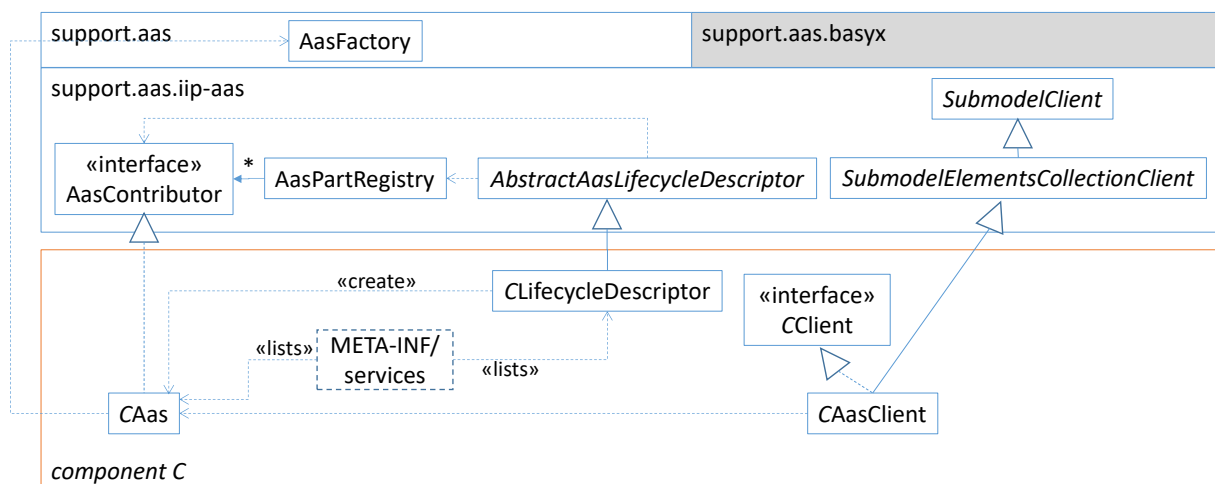 support.aas
AasFactory
support.aas.basyx
support.aas.iip-aas
SubmodelClient
«interface»
AasContributor
*
AasPartRegistry
AbstractAasLifecycleDescriptor
SubmodelElementsCollectionClient
«create»
CLifecycleDescriptor
«interface»
CClient
«lists»
META-INF/
services
«lists»
CAas
CAasClient
component C